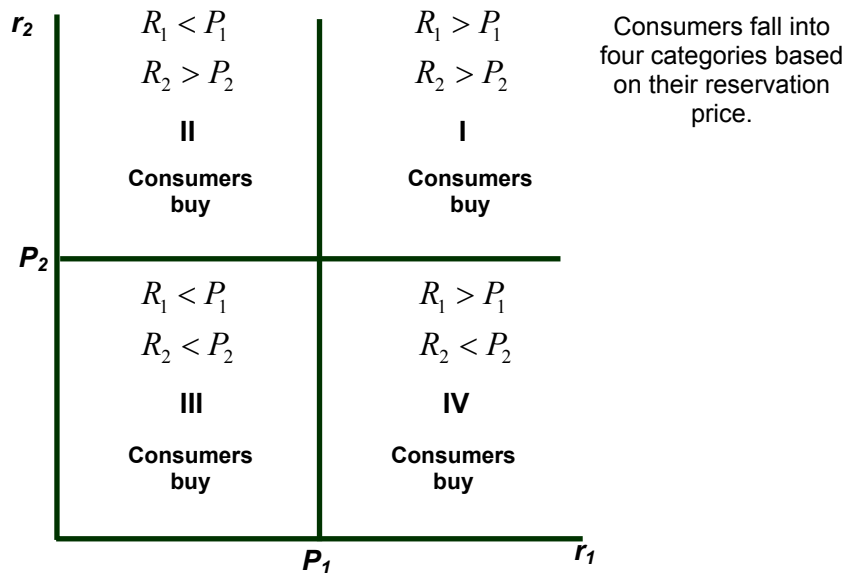 r₂
R₁ < P₁
R₂ > P₂
II
Consumers
buy
R₁ > P₁
R₂ > P₂
I
Consumers
buy
Consumers fall into
four categories based
on their reservation
price.
P₂
R₁ < P₁
R₂ < P₂
III
Consumers
buy
R₁ > P₁
R₂ < P₂
IV
Consumers
buy
P₁
r₁